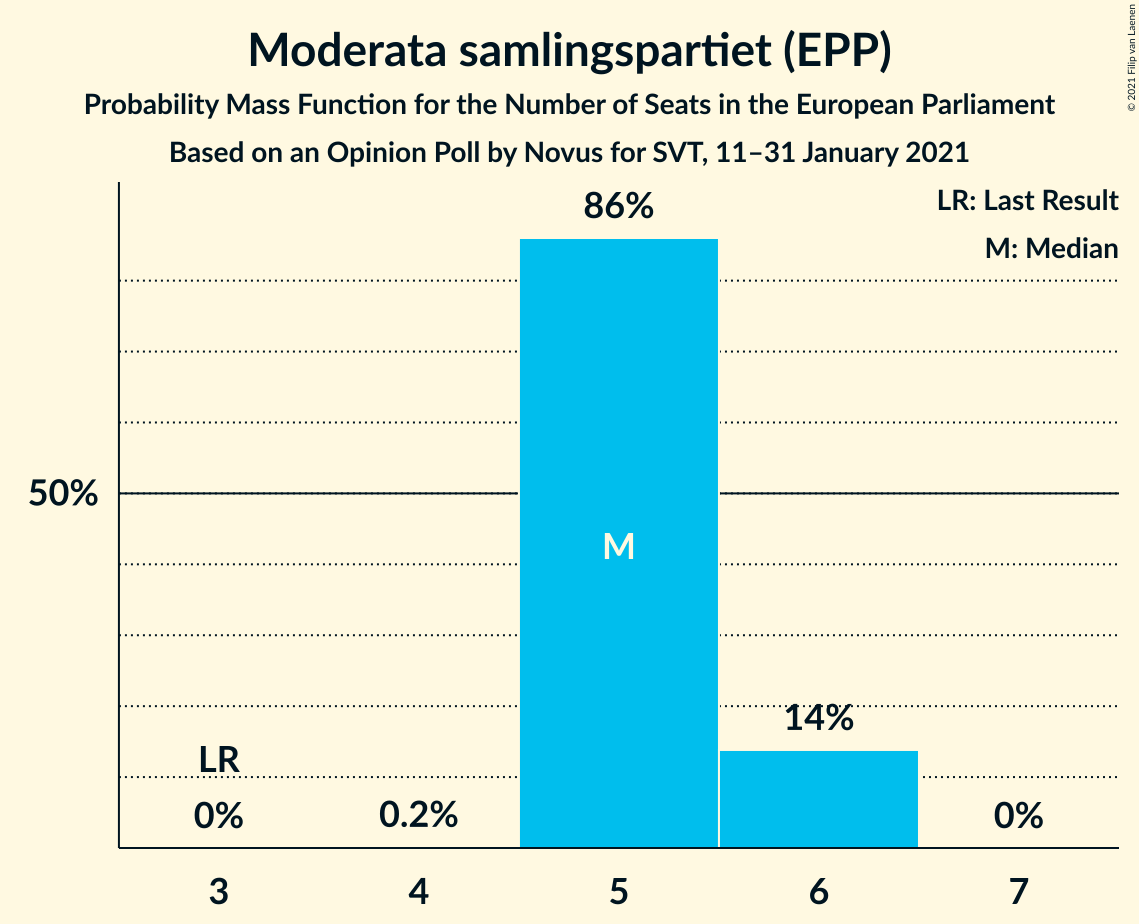 Moderata samlingspartiet (EPP)
Probability Mass Function for the Number of Seats in the European Parliament
Based on an Opinion Poll by Novus for SVT, 11–31 January 2021
© 2021 Filip van Laenen
LR: Last Result
M: Median
86%
50%
M
14%
LR
0%
0.2%
0%
3
4
5
6
7